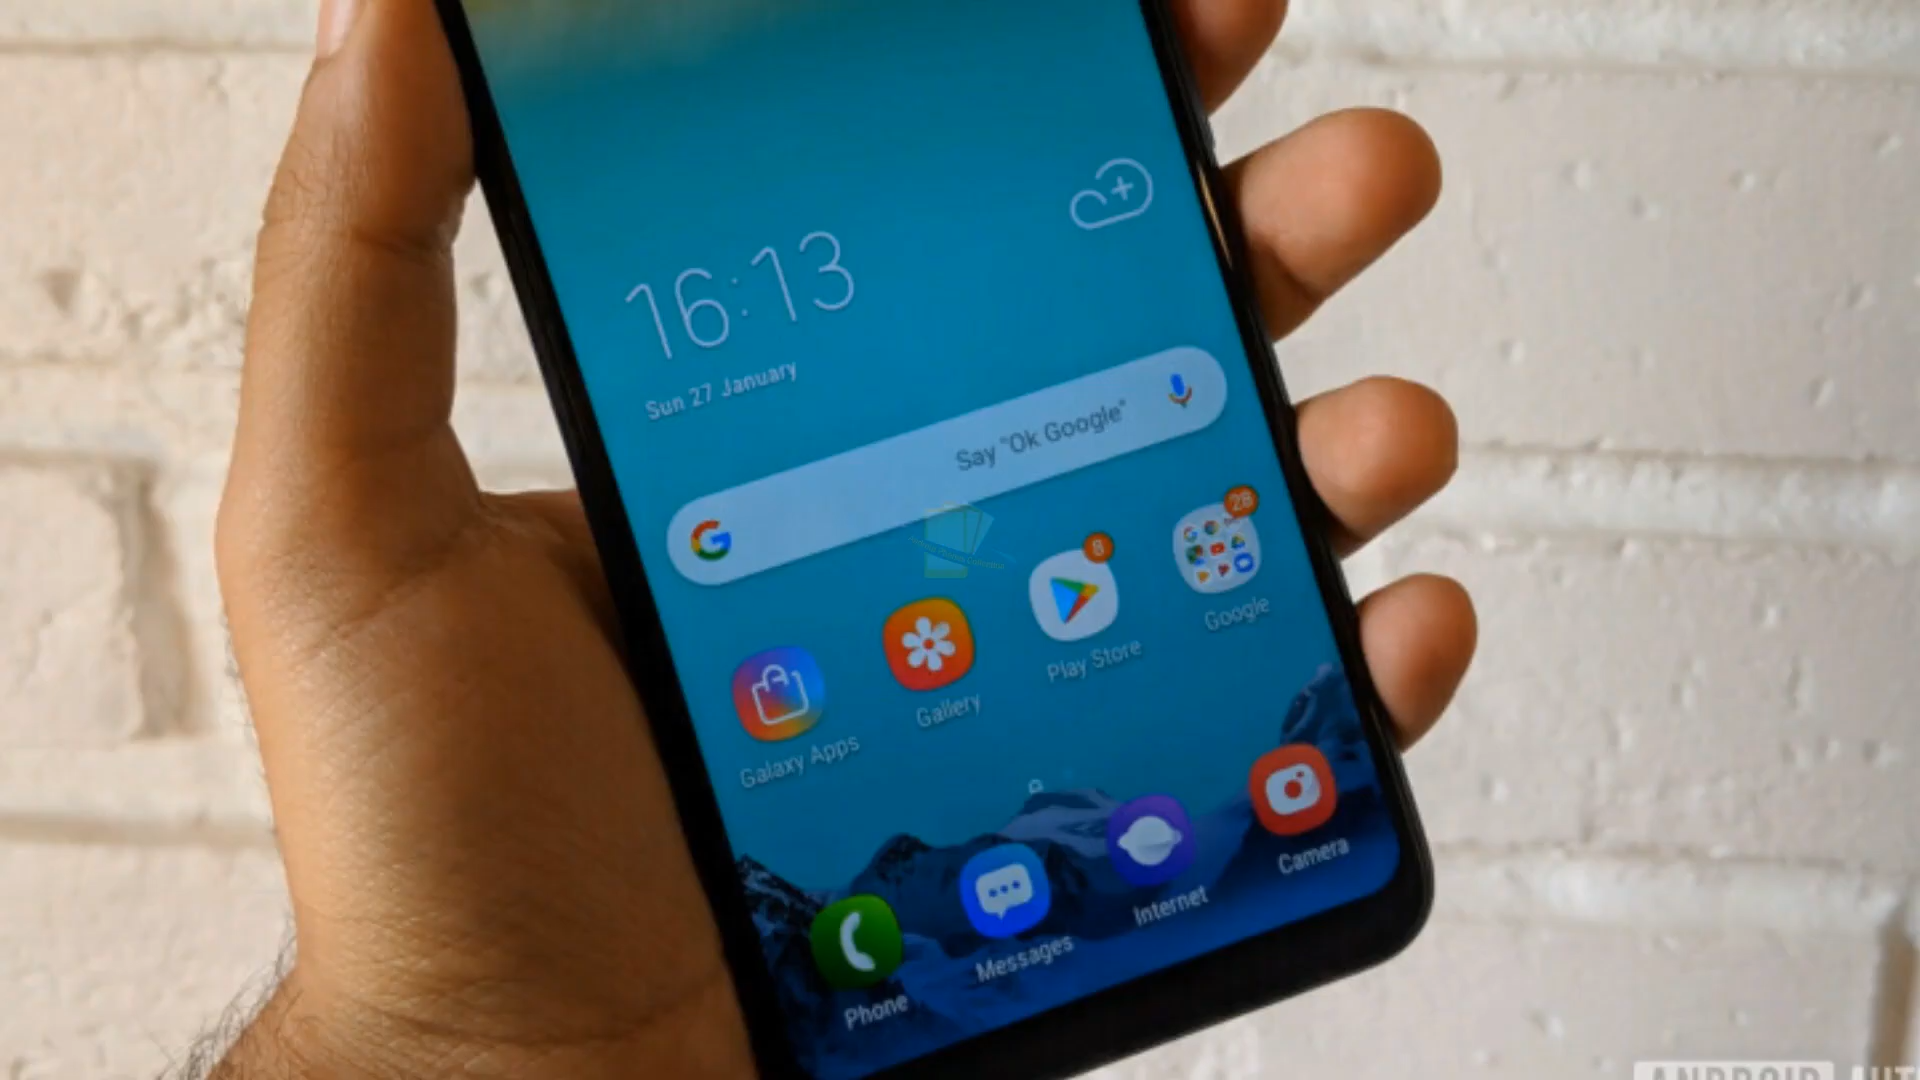 16:13
Sun 27 January
Say "Ok Google"
8
28
Galaxy Apps
Gallery
Play Store
Google
Phone
Messages
Internet
Camera
ANDROID